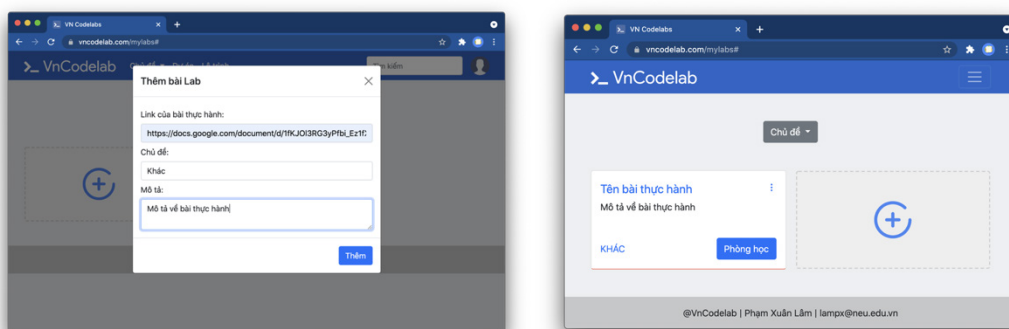 VN Codelabs
vncodelab.com/mylabs#
>_ VnCodelab
Tìm kiếm
Thêm bài Lab
Link của bài thực hành:
https://docs.google.com/document/d/1fKJOI3RG3yPfbi_Ez1f
Chủ đề:
Khác
Mô tả:
Mô tả về bài thực hành
Thêm
VN Codelabs
vncodelab.com/mylabs#
>_ VnCodelab
Chủ đề
Tên bài thực hành
Mô tả về bài thực hành
KHÁC
Phòng học
@VnCodelab | Phạm Xuân Lâm | lampx@neu.edu.vn